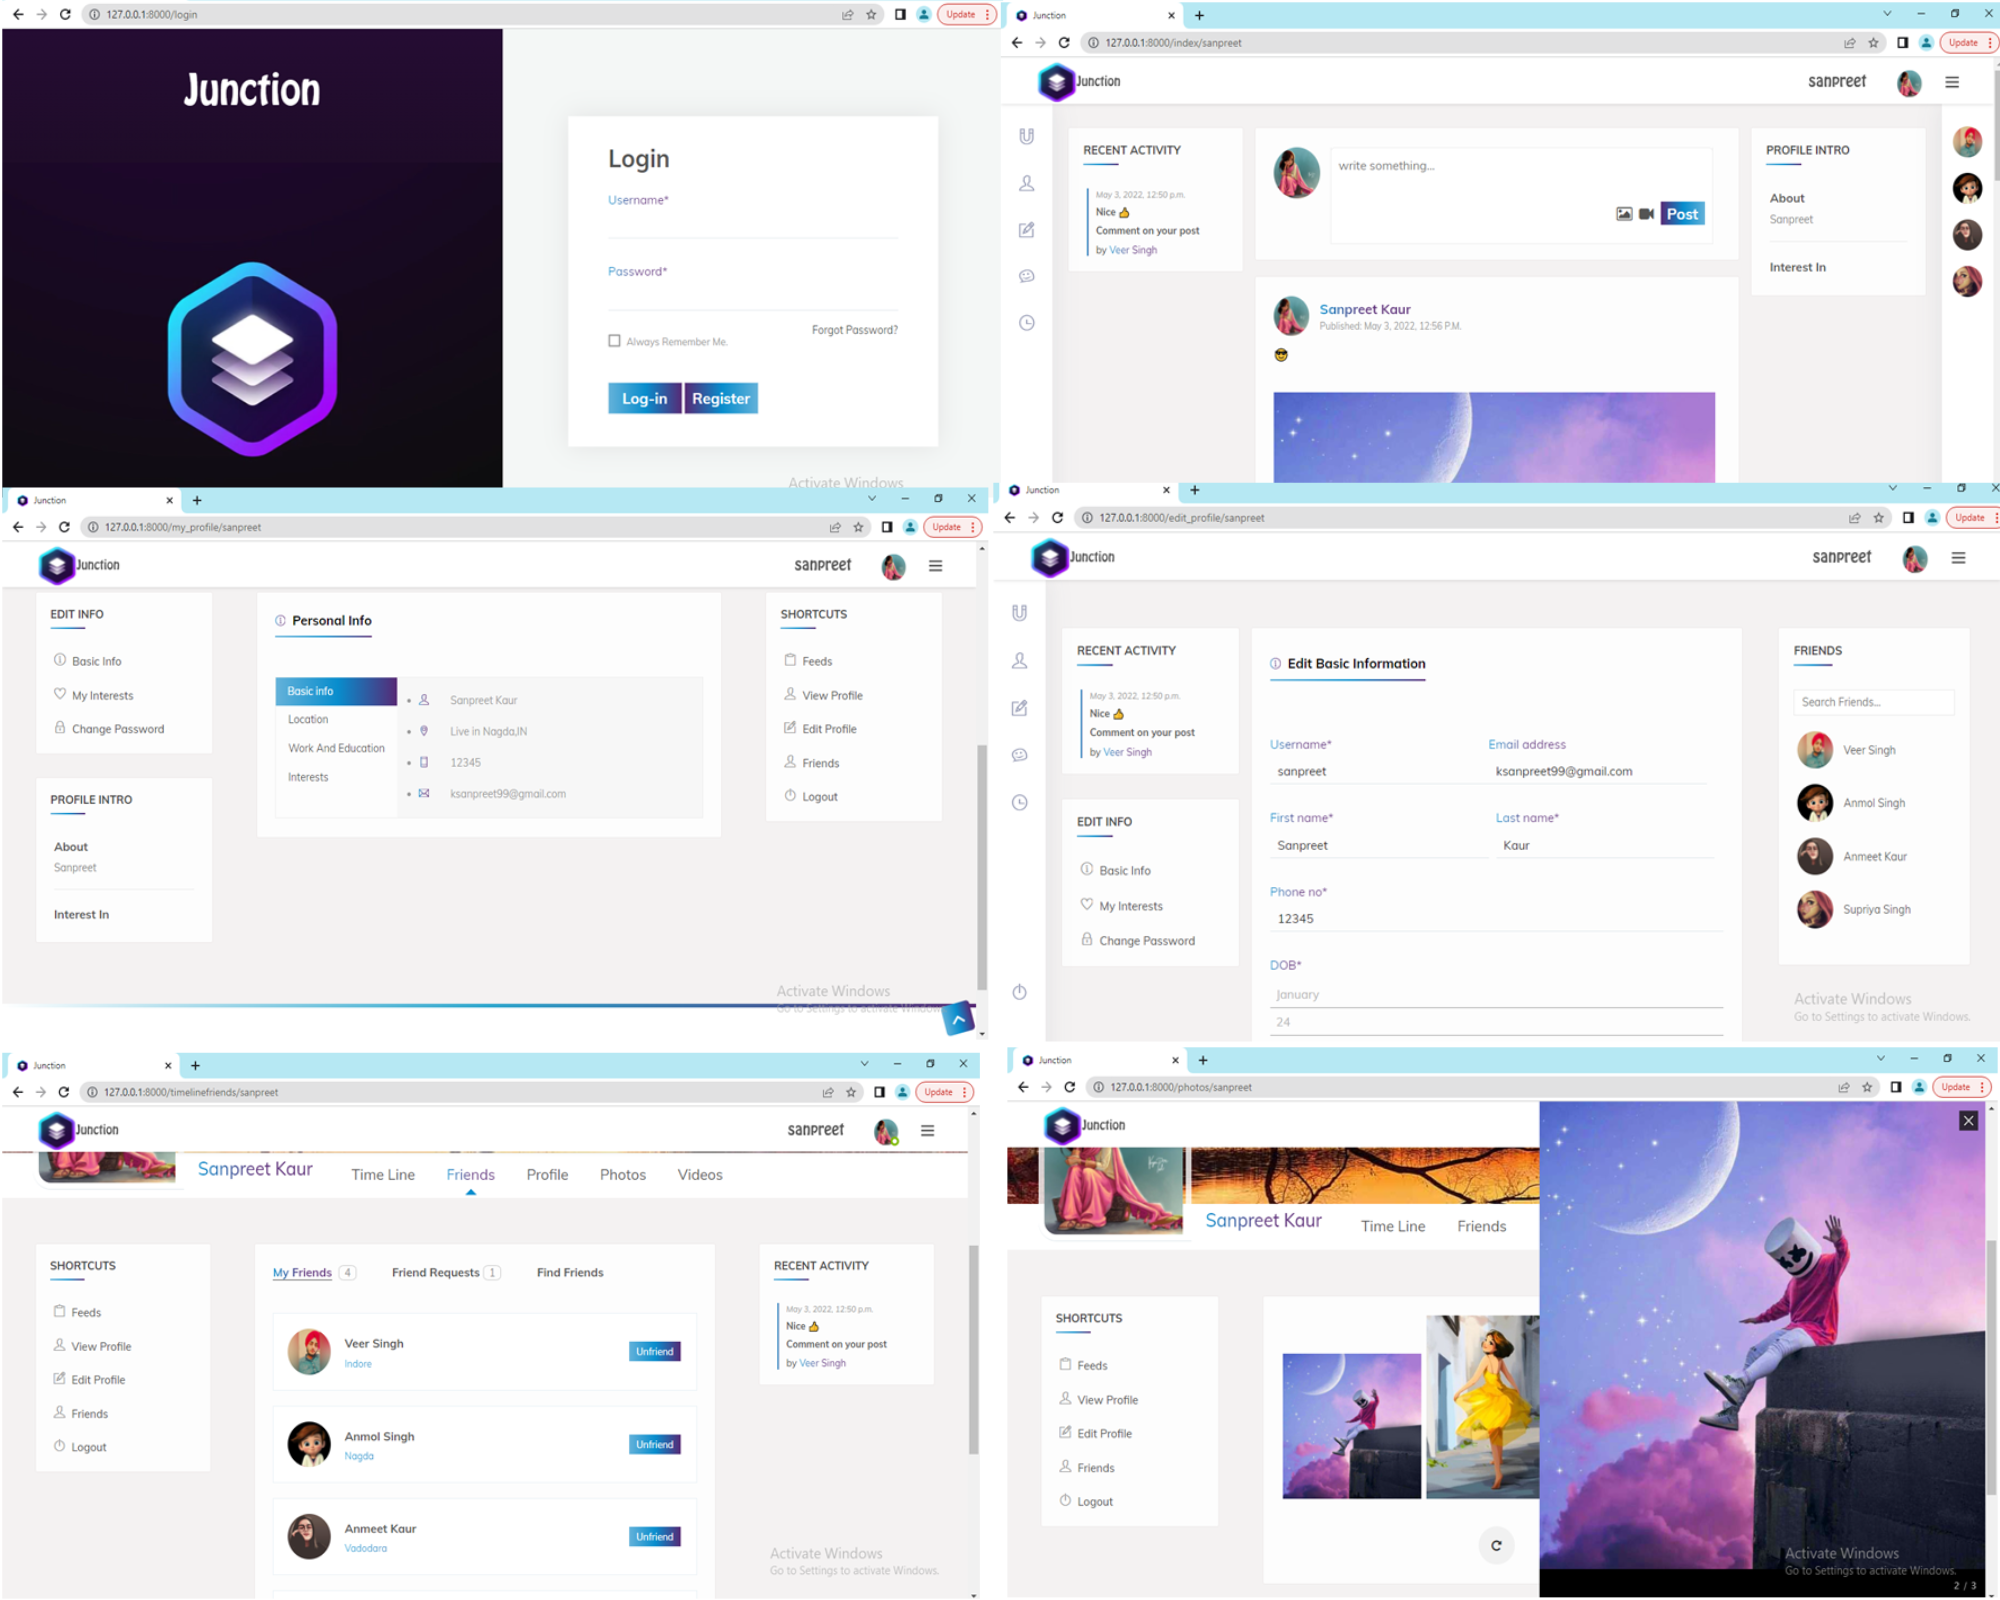 127.0.0.1:8000/login
Update
Junction
Login
Username*
Password*
Forgot Password?
Always Remember Me.
Log-in Register
Activate Windows
Junction
127.0.0.1:8000/index/sanpreet
Update
Junction
sanpreet
RECENT ACTIVITY
May 3, 2022, 12:50 p.m.
Nice 👍
Comment on your post
by Veer Singh
write something...
Post
Sanpreet Kaur
Published: May 3, 2022, 12:56 P.M.
😎
PROFILE INTRO
About
Sanpreet
Interest In
Junction
127.0.0.1:8000/my_profile/sanpreet
Update
Junction
sanpreet
EDIT INFO
Basic Info
My Interests
Change Password
PROFILE INTRO
About
Sanpreet
Interest In
Personal Info
Basic info
Location
Work And Education
Interests
Sanpreet Kaur
Live in Nagda,IN
12345
ksanpreet99@gmail.com
SHORTCUTS
Feeds
View Profile
Edit Profile
Friends
Logout
Activate Windows
Go to Settings to activate Windows
Junction
127.0.0.1:8000/edit_profile/sanpreet
Update
Junction
sanpreet
RECENT ACTIVITY
May 3, 2022, 12:50 p.m.
Nice 👍
Comment on your post
by Veer Singh
EDIT INFO
Basic Info
My Interests
Change Password
Edit Basic Information
Username* Email address
sanpreet ksanpreet99@gmail.com
First name* Last name*
Sanpreet Kaur
Phone no*
12345
DOB*
January
24
FRIENDS
Search Friends...
Veer Singh
Anmol Singh
Anmeet Kaur
Supriya Singh
Activate Windows
Go to Settings to activate Windows.
Junction
127.0.0.1:8000/timelinefriends/sanpreet
Update
Junction
sanpreet
Sanpreet Kaur Time Line Friends Profile Photos Videos
SHORTCUTS
Feeds
View Profile
Edit Profile
Friends
Logout
My Friends 4 Friend Requests 1 Find Friends
Veer Singh
Indore
Unfriend
Anmol Singh
Nagda
Unfriend
Anmeet Kaur
Vadodara
Unfriend
RECENT ACTIVITY
May 3, 2022, 12:50 p.m.
Nice 👍
Comment on your post
by Veer Singh
Activate Windows
Go to Settings to activate Windows.
Junction
127.0.0.1:8000/photos/sanpreet
Update
Junction
Sanpreet Kaur Time Line Friends
SHORTCUTS
Feeds
View Profile
Edit Profile
Friends
Logout
Activate Windows
Go to Settings to activate Windows.
2 / 3